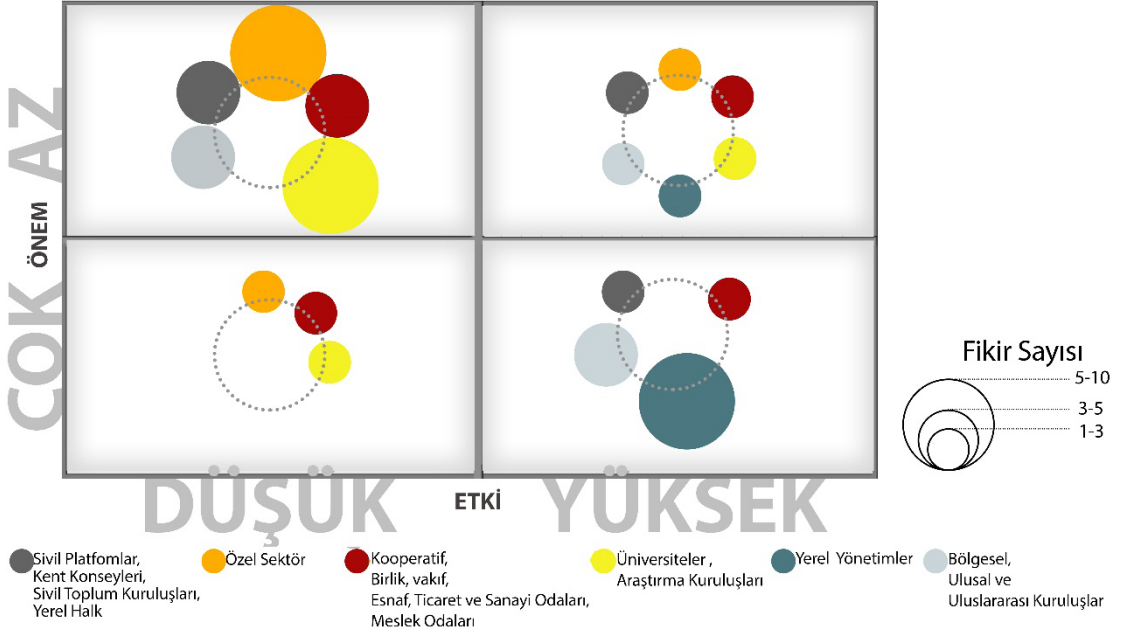 AZ
ÖNEM
ÇOK
DÜŞÜK
ETKİ
YÜKSEK
Fikir Sayısı
5-10
3-5
1-3
Sivil Platfomlar,
Kent Konseyleri,
Sivil Toplum Kuruluşları,
Yerel Halk
Özel Sektör
Kooperatif,
Birlik, vakıf,
Esnaf, Ticaret ve Sanayi Odaları,
Meslek Odaları
Üniversiteler ,
Araştırma Kuruluşları
Yerel Yönetimler
Bölgesel,
Ulusal ve
Uluslararası Kuruluşlar